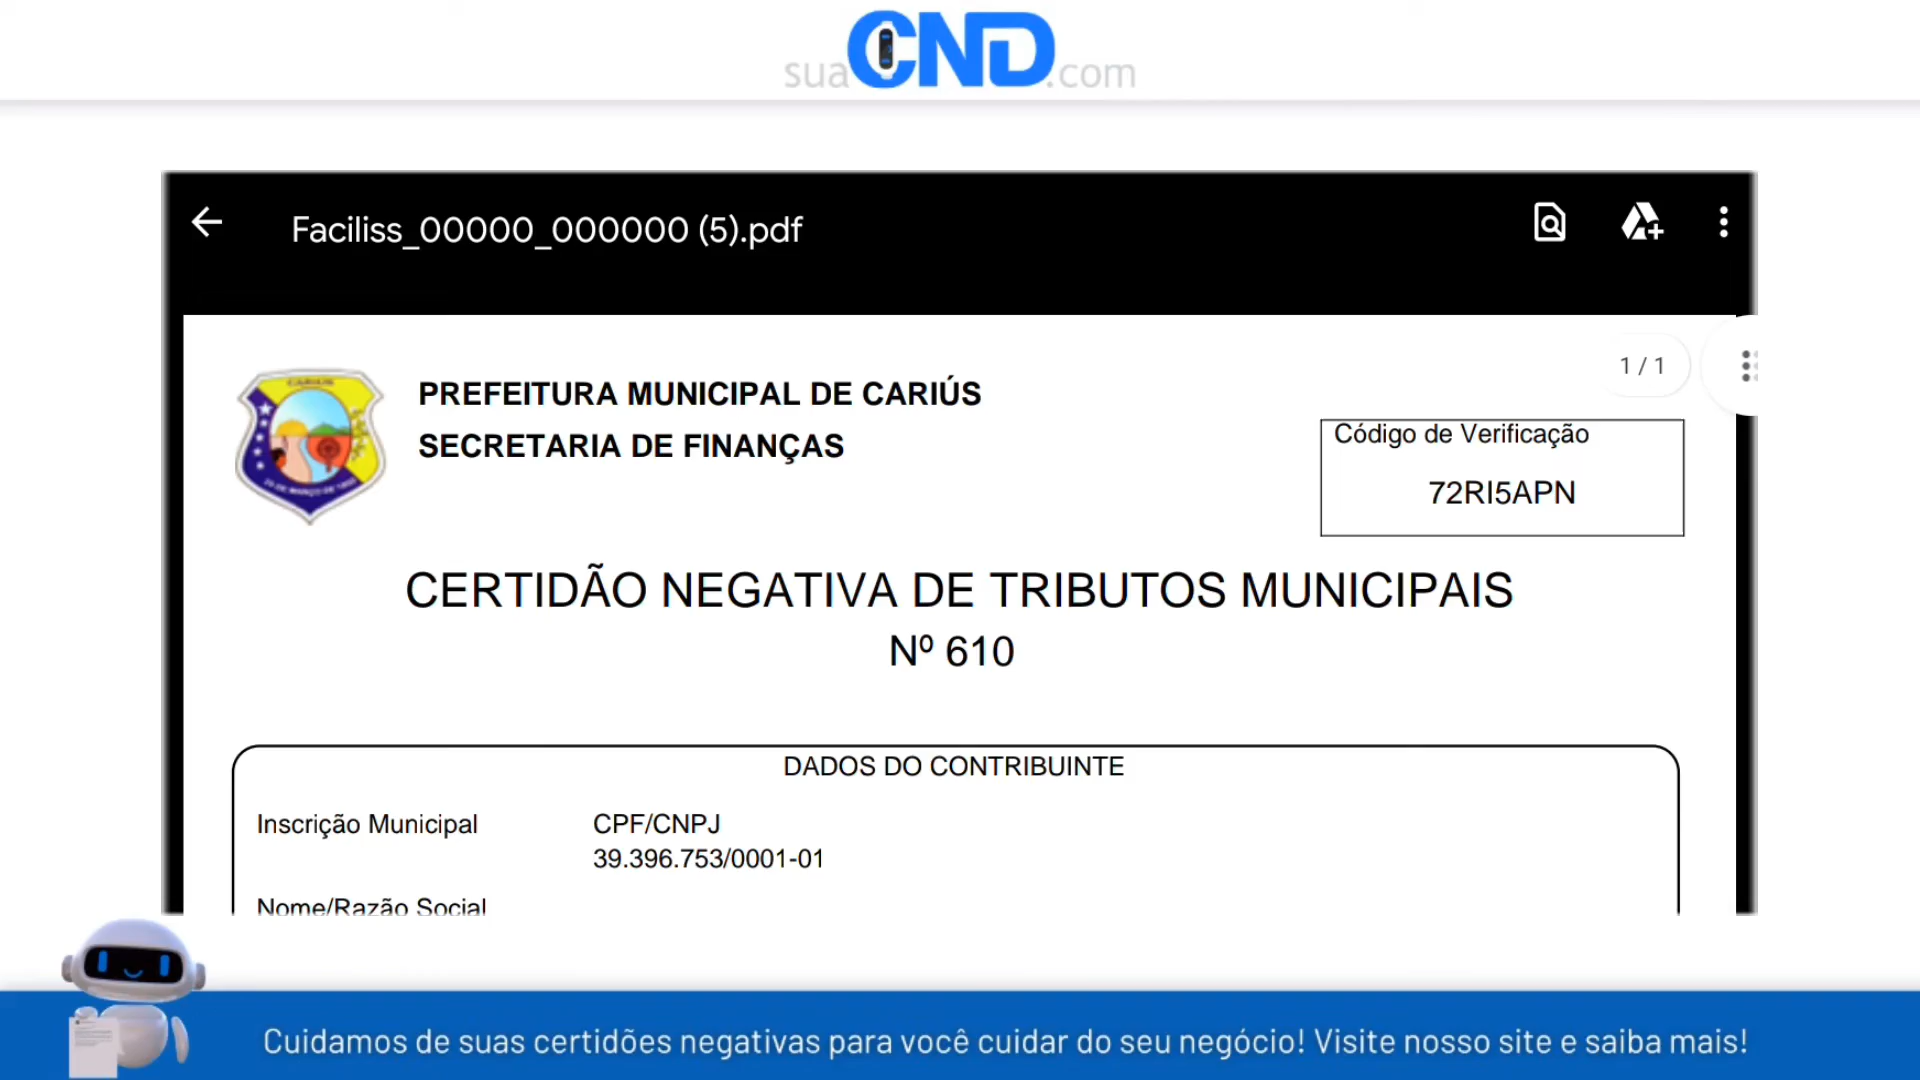 suaCND.com
Faciliss_00000_000000 (5).pdf
1 / 1
CARIÚS
PREFEITURA MUNICIPAL DE CARIÚS
SECRETARIA DE FINANÇAS
Código de Verificação
72RI5APN
CERTIDÃO NEGATIVA DE TRIBUTOS MUNICIPAIS
Nº 610
DADOS DO CONTRIBUINTE
Inscrição Municipal
CPF/CNPJ
39.396.753/0001-01
Nome/Razão Social
Cuidamos de suas certidões negativas para você cuidar do seu negócio! Visite nosso site e saiba mais!